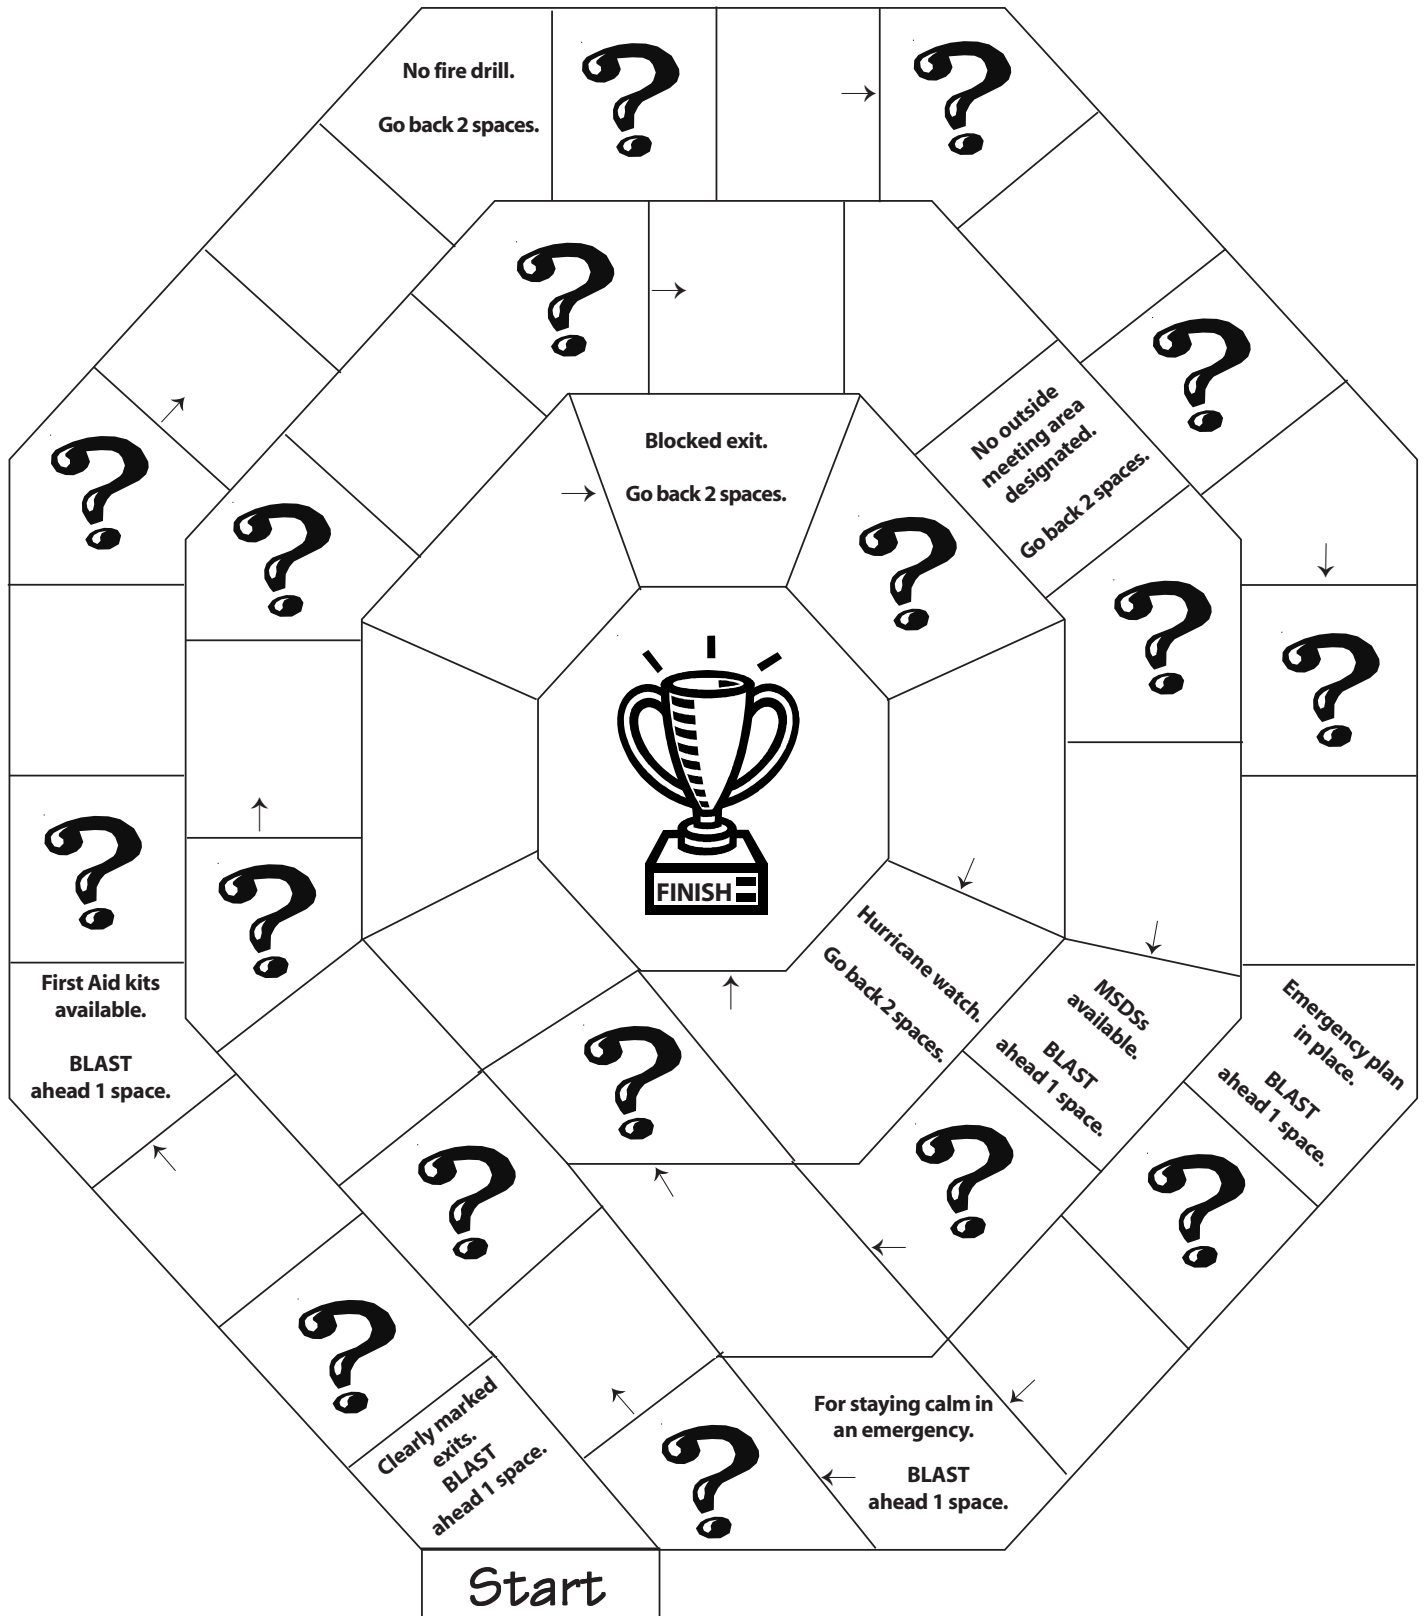 No fire drill.
Go back 2 spaces.
Blocked exit.
Go back 2 spaces.
No outside
meeting area
designated.
Go back 2 spaces.
FINISH
Hurricane watch.
Go back 2 spaces.
MSDSs
available.
BLAST
ahead 1 space.
Emergency plan
in place.
BLAST
ahead 1 space.
First Aid kits
available.
BLAST
ahead 1 space.
For staying calm in
an emergency.
BLAST
ahead 1 space.
Clearly marked
exits.
BLAST
ahead 1 space.
Start